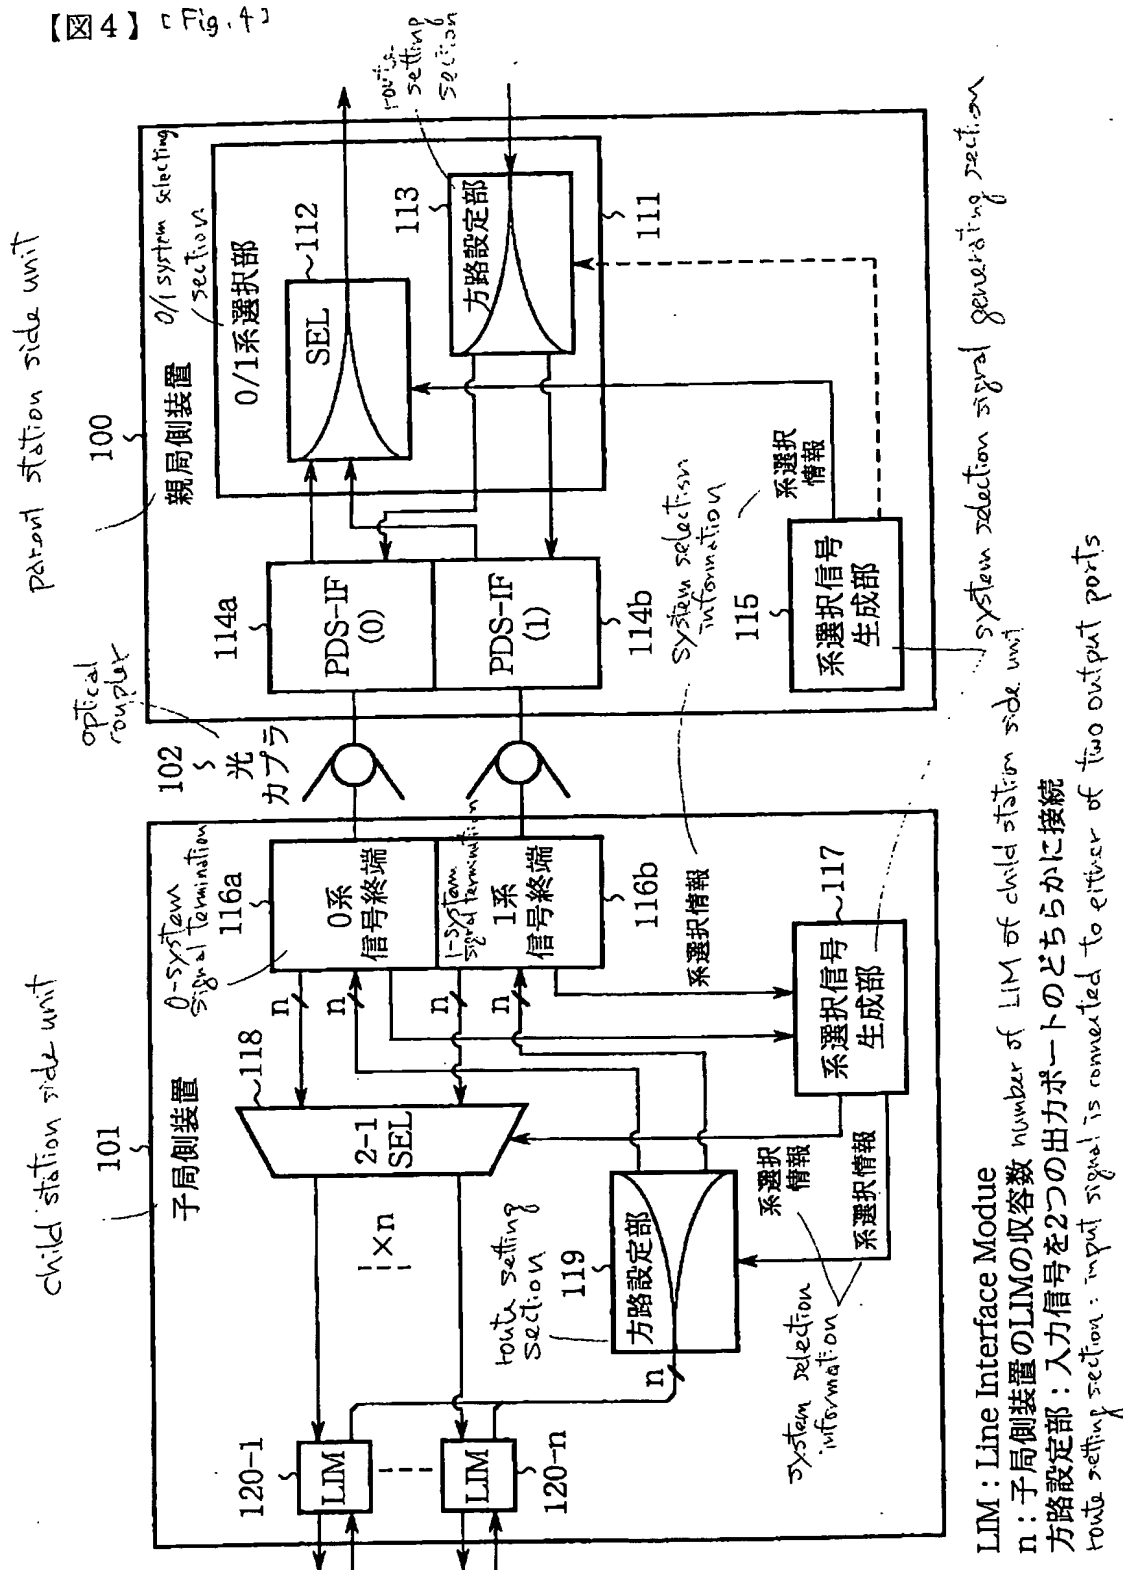 【図4】 [Fig. 4]
parent station side unit
100
親局側装置
0/1 system selecting
section
0/1系選択部
112
SEL
route
setting
section
113
方路設定部
111
114a
PDS-IF
(0)
PDS-IF
(1)
114b
system selection
information
系選択
情報
115
系選択信号
生成部
system selection signal generating section
optical
coupler
102
光
カプラ
child station side unit
101
子局側装置
0-system
signal termination
116a
0系
信号終端
1-system
signal termination
1系
信号終端
116b
系選択情報
117
系選択信号
生成部
n
n
n
n
118
2-1
SEL
×n
route setting
section
119
方路設定部
n
系選択
情報
系選択情報
system selection
information
120-1
LIM
LIM
120-n
LIM : Line Interface Modue
n : 子局側装置のLIMの収容数 number of LIM of child station side unit
方路設定部 : 入力信号を2つの出力ポートのどちらかに接続
route setting section : input signal is connected to either of two output ports